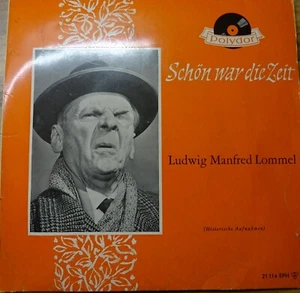 polydor
Schön war die Zeit
Ludwig Manfred Lommel
(Historische Aufnahmen)